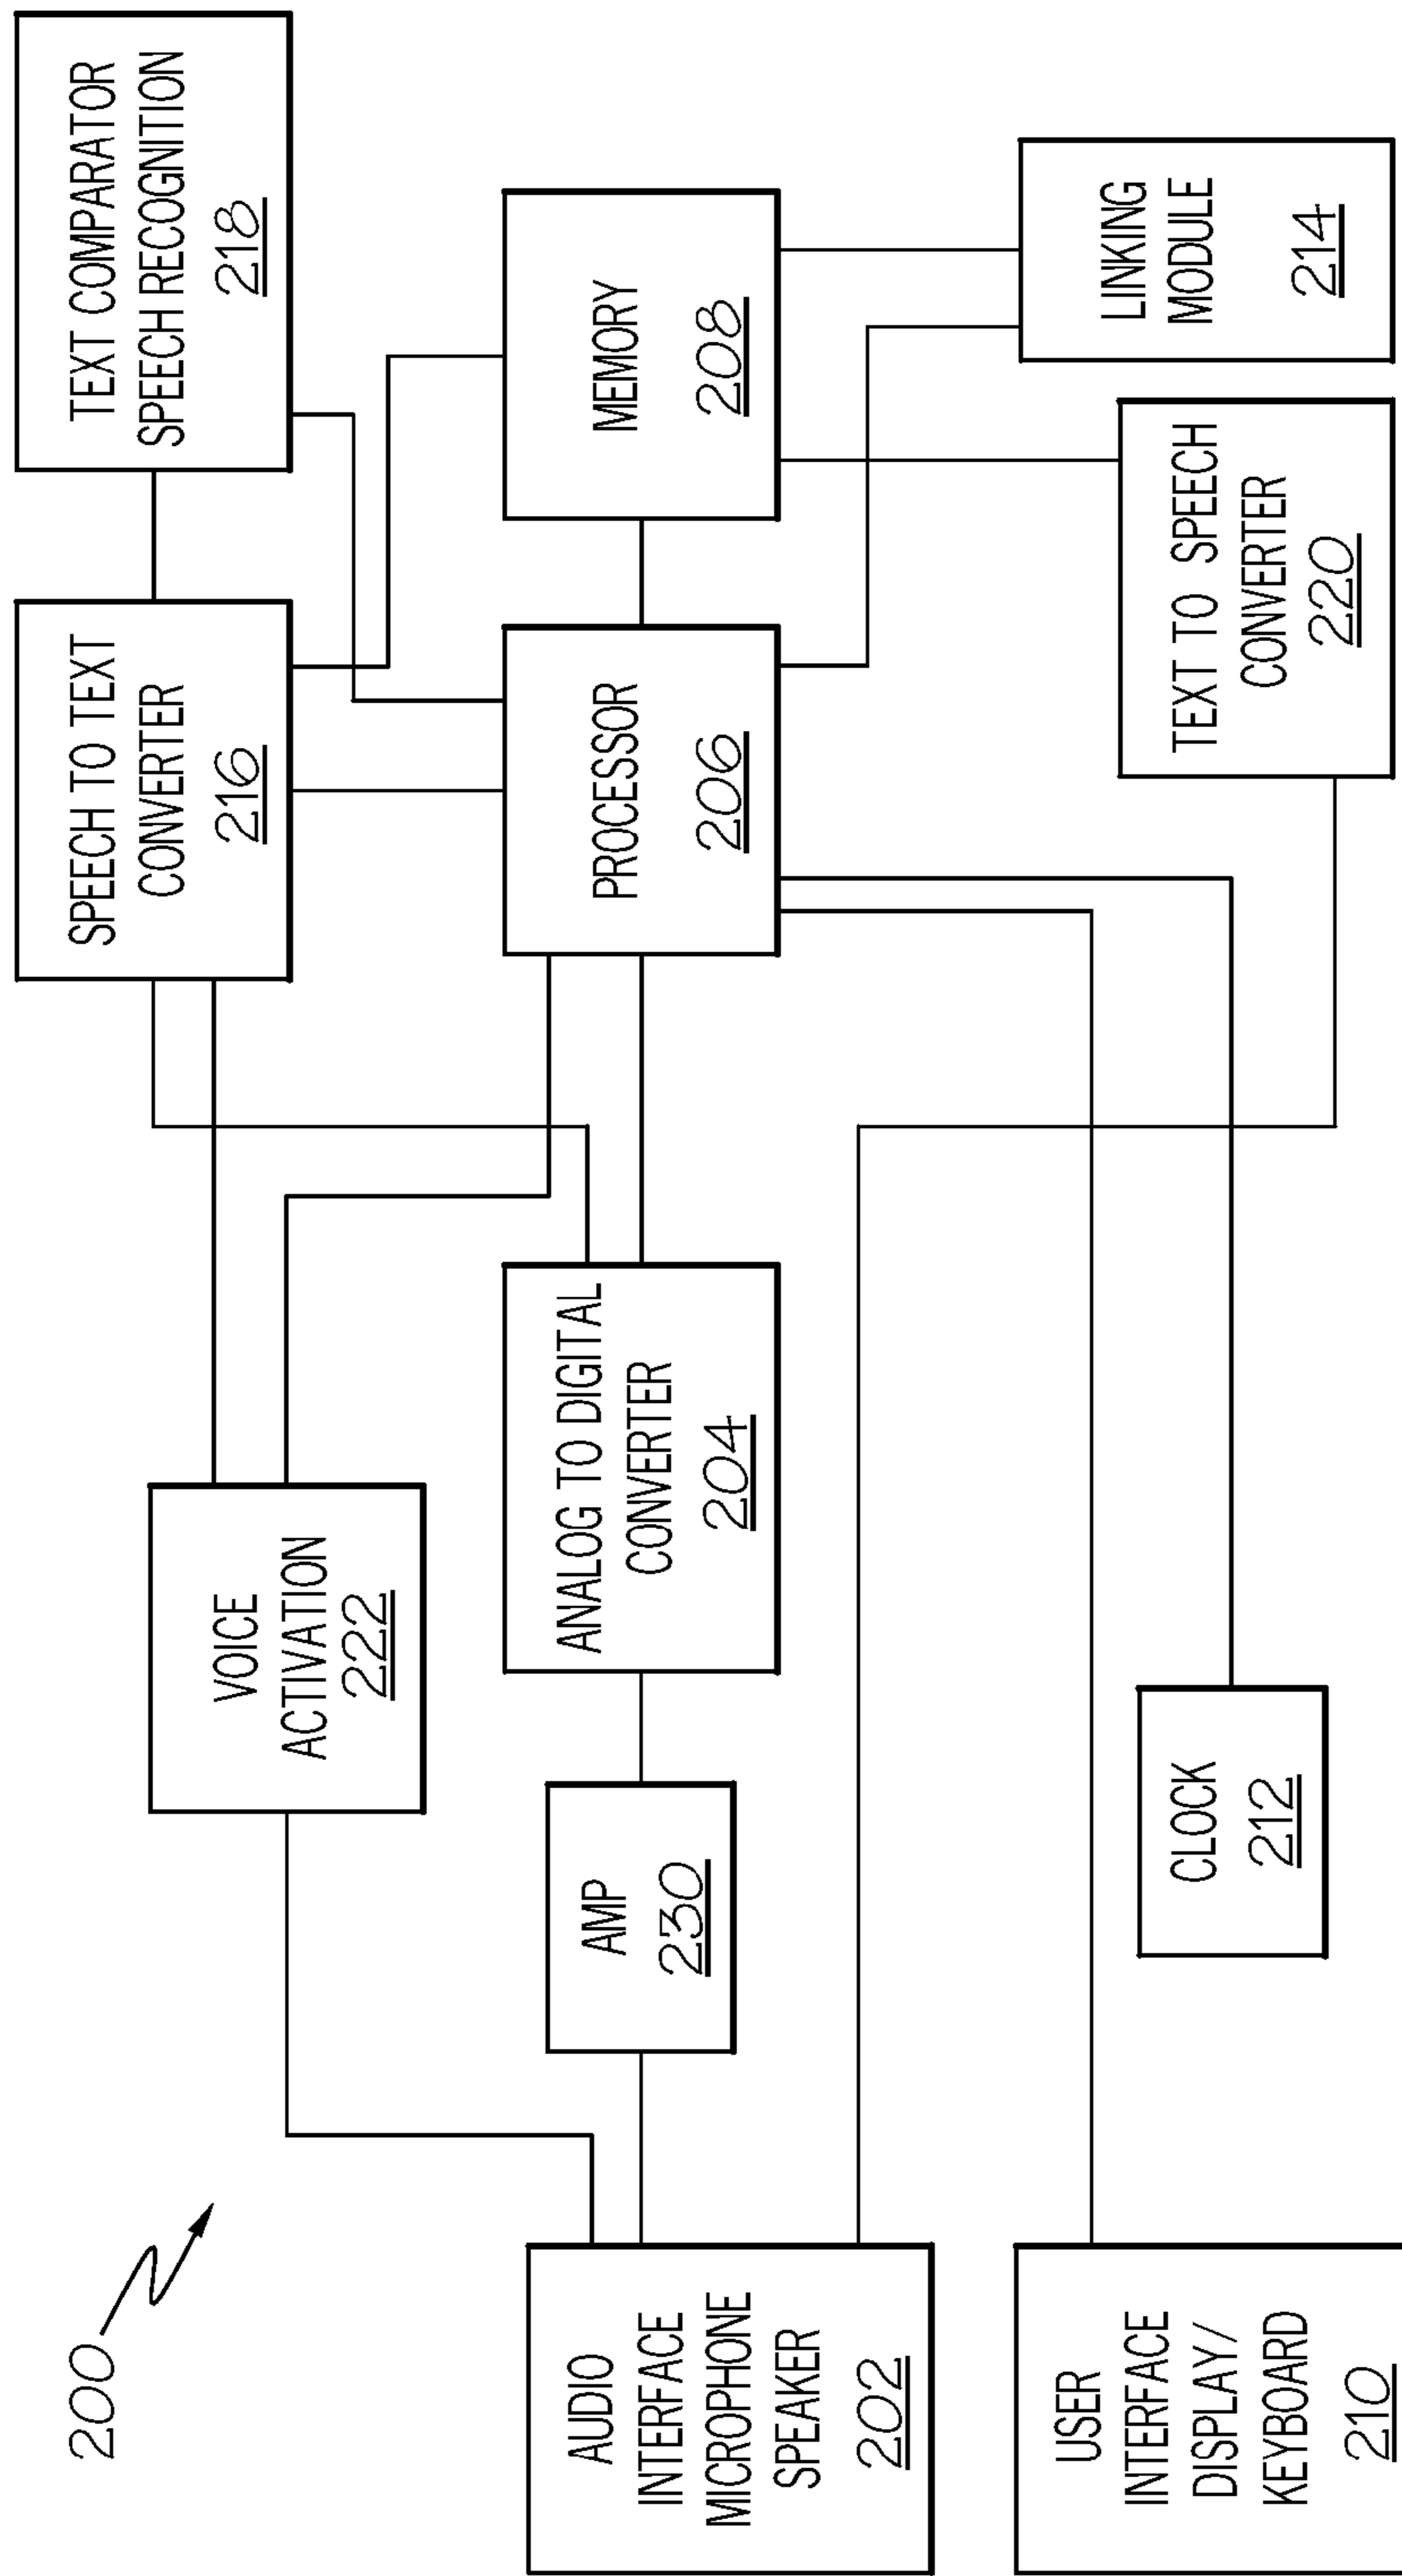 200
TEXT COMPARATOR
SPEECH RECOGNITION
218
SPEECH TO TEXT
CONVERTER
216
VOICE
ACTIVATION
222
MEMORY
208
PROCESSOR
206
ANALOG TO DIGITAL
CONVERTER
204
AMP
230
AUDIO
INTERFACE
MICROPHONE
SPEAKER
202
LINKING
MODULE
214
TEXT TO SPEECH
CONVERTER
220
CLOCK
212
USER
INTERFACE
DISPLAY/
KEYBOARD
210